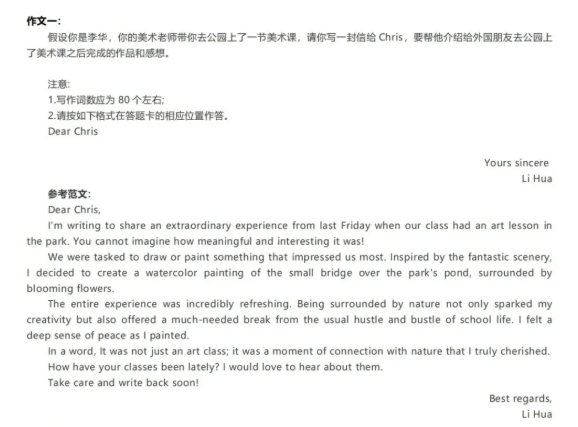 作文一：
假设你是李华，你的美术老师带你去公园上了一节美术课，请你写一封信给 Chris，要帮他介绍给外国朋友去公园上
了美术课之后完成的作品和感想。
注意：
1.写作词数应为 80 个左右;
2.请按如下格式在答题卡的相应位置作答。
Dear Chris
Yours sincere
Li Hua
参考范文：
Dear Chris,
I'm writing to share an extraordinary experience from last Friday when our class had an art lesson in
the park. You cannot imagine how meaningful and interesting it was!
We were tasked to draw or paint something that impressed us most. Inspired by the fantastic scenery,
I decided to create a watercolor painting of the small bridge over the park's pond, surrounded by
blooming flowers.
The entire experience was incredibly refreshing. Being surrounded by nature not only sparked my
creativity but also offered a much-needed break from the usual hustle and bustle of school life. I felt a
deep sense of peace as I painted.
In a word, It was not just an art class; it was a moment of connection with nature that I truly cherished.
How have your classes been lately? I would love to hear about them.
Take care and write back soon!
Best regards,
Li Hua